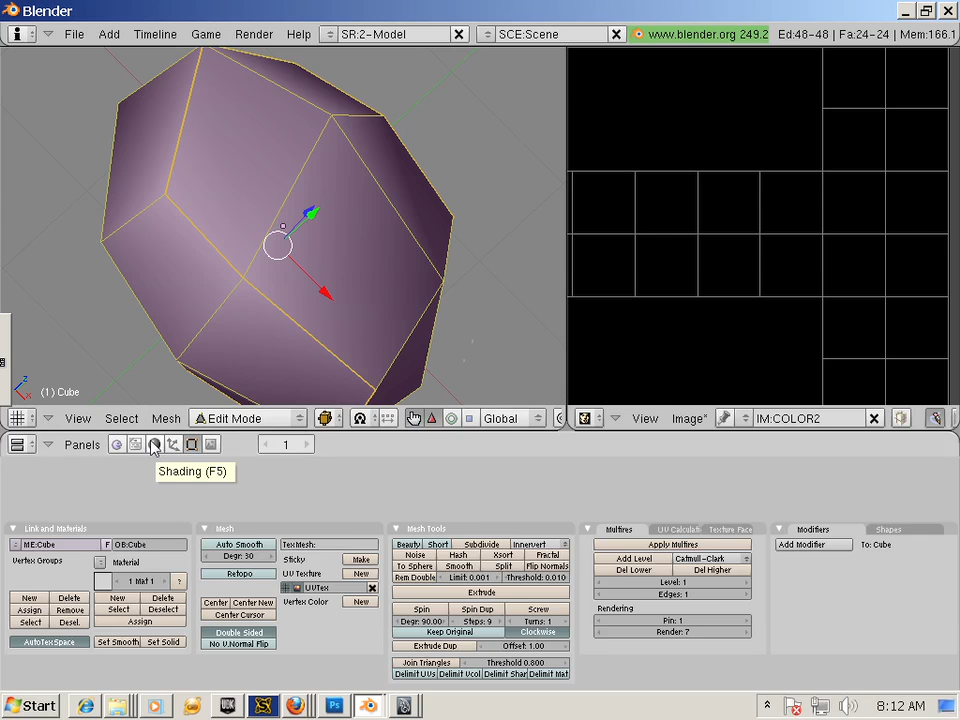 Blender
File Add Timeline Game Render Help SR:2-Model SCE:Scene www.blender.org 249.2 Ed:48-48 | Fa:24-24 | Mem:166.1
(1) Cube
View Select Mesh Edit Mode Global View Image* IM:COLOR2
Panels 1
Shading (F5)
Link and Materials Mesh Mesh Tools Multires UV Calculati Texture Face Modifiers Shapes
ME:Cube F OB:Cube Auto Smooth TexMesh: Beauty Short Subdivide Innervert Apply Multires Add Modifier To: Cube
Degr: 30 Sticky Make Noise Hash Xsort Fractal Add Level Catmull-Clark
Vertex Groups Material To Sphere Smooth Split Flip Normals Del Lower Del Higher
Retopo UV Texture New Rem Double Limit: 0.001 Threshold: 0.010 Level: 1
1 Mat 1 ? UVTex Extrude Edges: 1
New Delete New Delete Center Center New Vertex Color New Spin Spin Dup Screw Rendering
Assign Remove Select Deselect Center Cursor Degr: 90.00 Steps: 9 Turns: 1 Pin: 1
Select Desel. Assign Double Sided Keep Original Clockwise Render: 7
AutoTexSpace Set Smooth Set Solid No V.Normal Flip Extrude Dup Offset: 1.00
Join Triangles Threshold 0.800
Delimit UVs Delimit Vcol Delimit Shar Delimit Mat
Start 8:12 AM